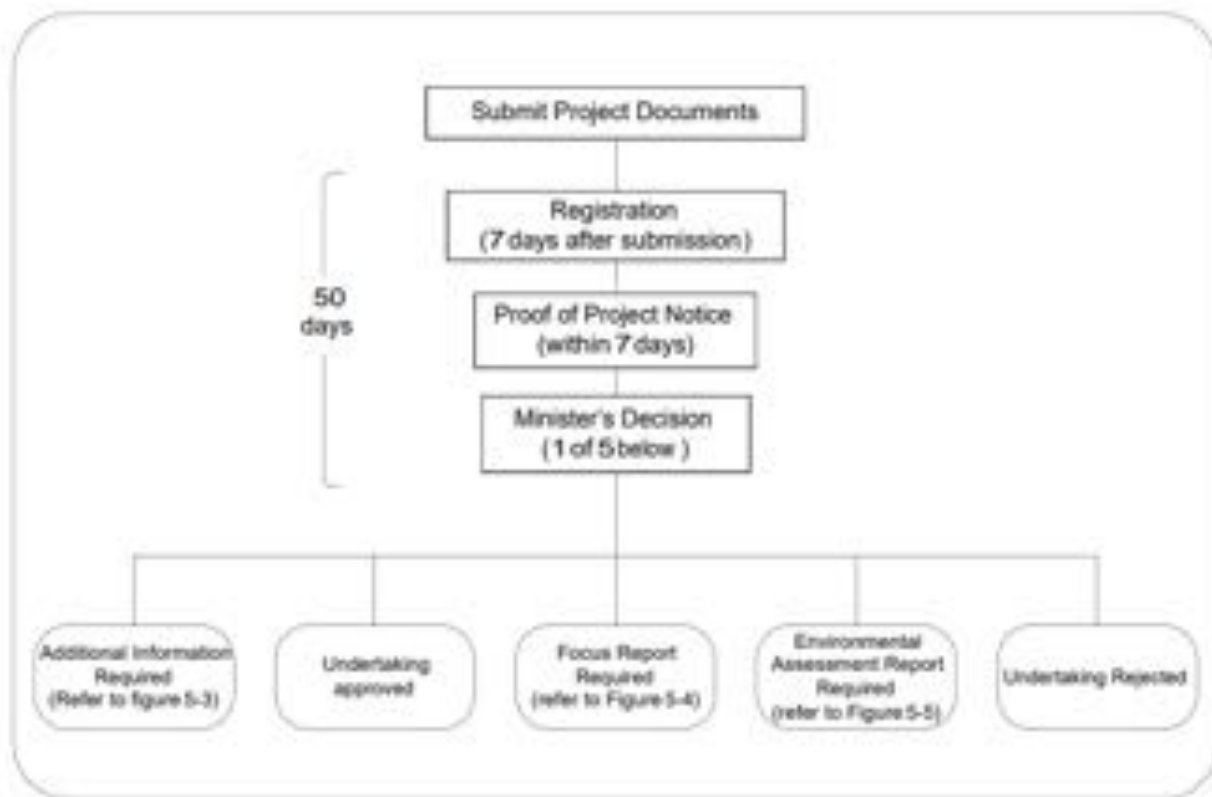 Submit Project Documents
Registration
(7 days after submission)
50
days
Proof of Project Notice
(within 7 days)
Minister's Decision
(1 of 5 below )
Additional Information
Required
(Refer to figure 5-3)
Undertaking
approved
Focus Report
Required
(refer to Figure 5-4)
Environmental
Assessment Report
Required
(refer to Figure 5-5)
Undertaking Rejected